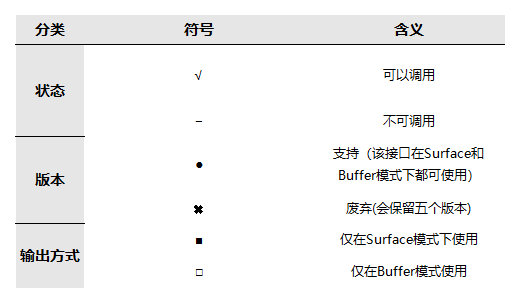 分类 符号 含义
状态 √ 可以调用
− 不可调用
版本 ● 支持（该接口在Surface和
Buffer模式下都可使用）
✖ 废弃(会保留五个版本)
输出方式 ■ 仅在Surface模式下使用
□ 仅在Buffer模式使用